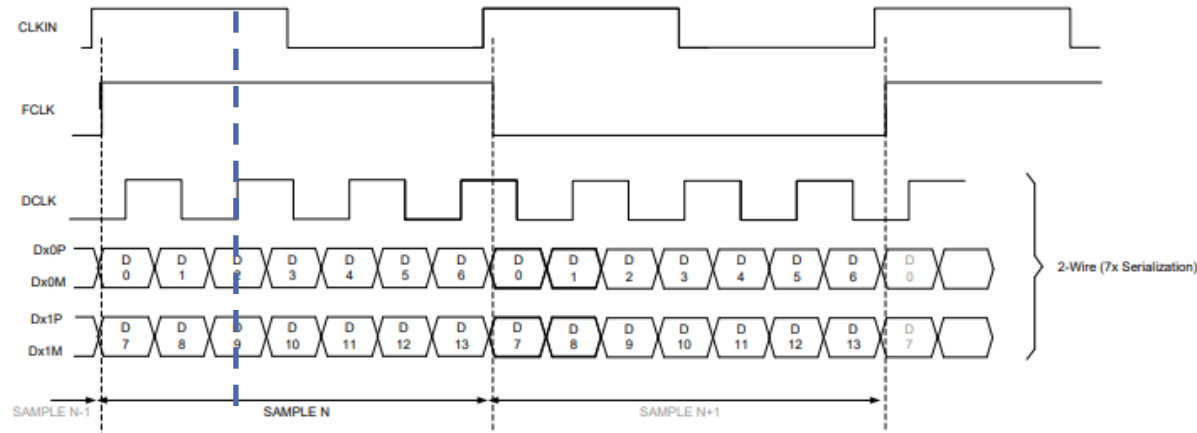 CLKIN
FCLK
DCLK
Dx0P
Dx0M
D D D D D D D D D D D D D D D
0 1 2 3 4 5 6 0 1 2 3 4 5 6 0
2-Wire (7x Serialization)
Dx1P
Dx1M
D D D D D D D D D D D D D D D
7 8 9 10 11 12 13 7 8 9 10 11 12 13 7
SAMPLE N-1 SAMPLE N SAMPLE N+1